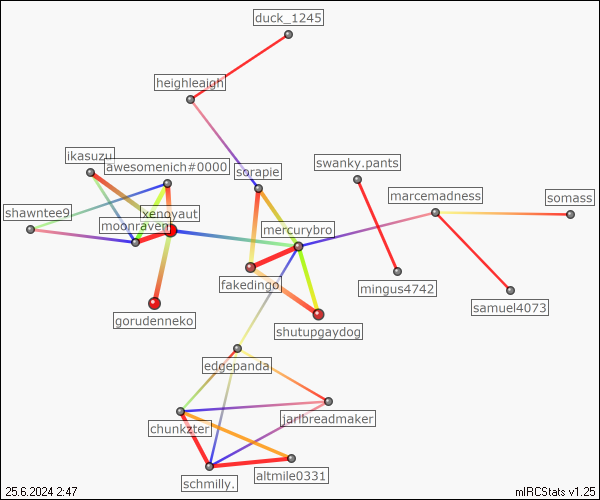 duck_1245
heighleaigh
ikasuzu
awesomenich#0000
sorapie
swanky.pants
marcemadness
somass
shawntee9
xenoyaut
moonraven
mercurybro
fakedingo
mingus4742
samuel4073
gorudenneko
shutupgaydog
edgepanda
chunkzter
jarlbreadmaker
schmilly.
altmile0331
25.6.2024 2:47
mIRCStats v1.25